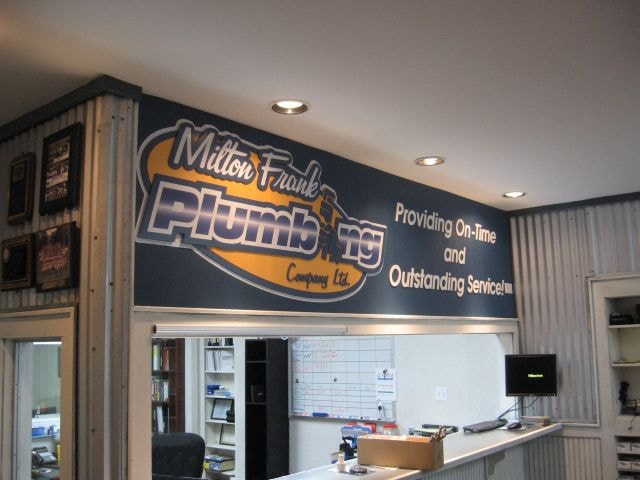 Milton Frank
Plumbing
Company Ltd.
Providing On-Time
and
Outstanding Service!